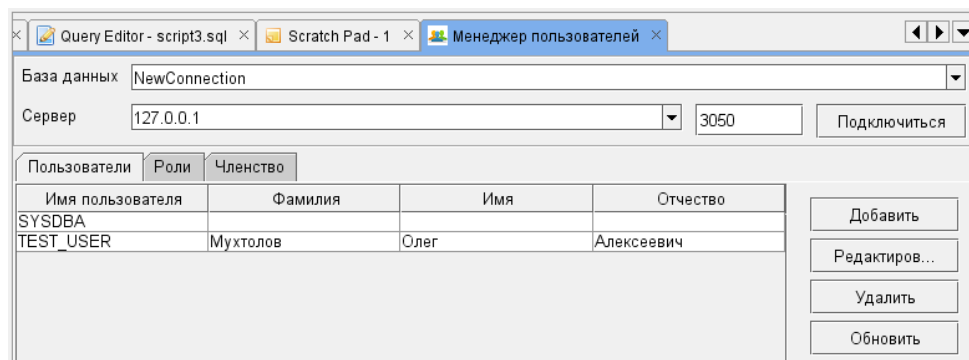 Query Editor - script3.sql Scratch Pad - 1 Менеджер пользователей
База данных NewConnection
Сервер 127.0.0.1 3050 Подключиться
Пользователи Роли Членство
Имя пользователя Фамилия Имя Отчество
SYSDBA
TEST_USER Мухтолов Олег Алексеевич
Добавить
Редактиров...
Удалить
Обновить